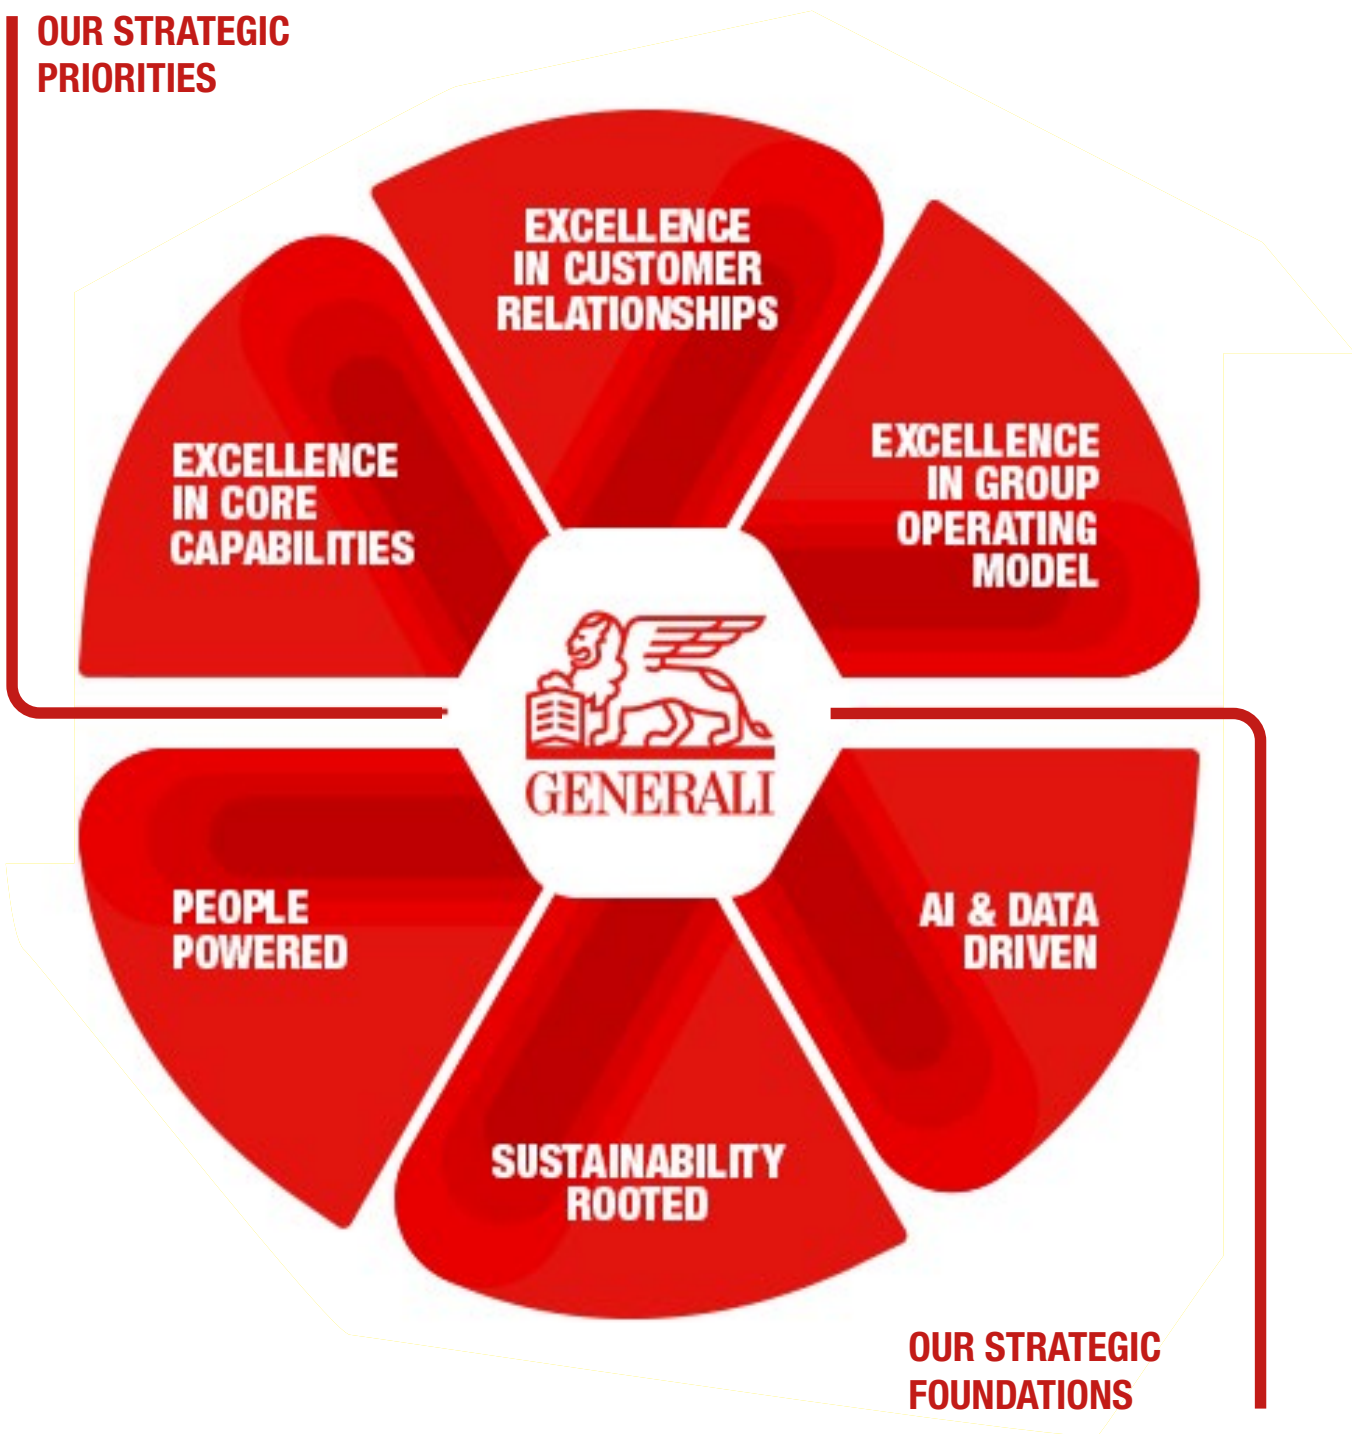 OUR STRATEGIC
PRIORITIES
EXCELLENCE
IN CUSTOMER
RELATIONSHIPS
EXCELLENCE
IN GROUP
OPERATING
MODEL
EXCELLENCE
IN CORE
CAPABILITIES
GENERALI
PEOPLE
POWERED
AI & DATA
DRIVEN
SUSTAINABILITY
ROOTED
OUR STRATEGIC
FOUNDATIONS